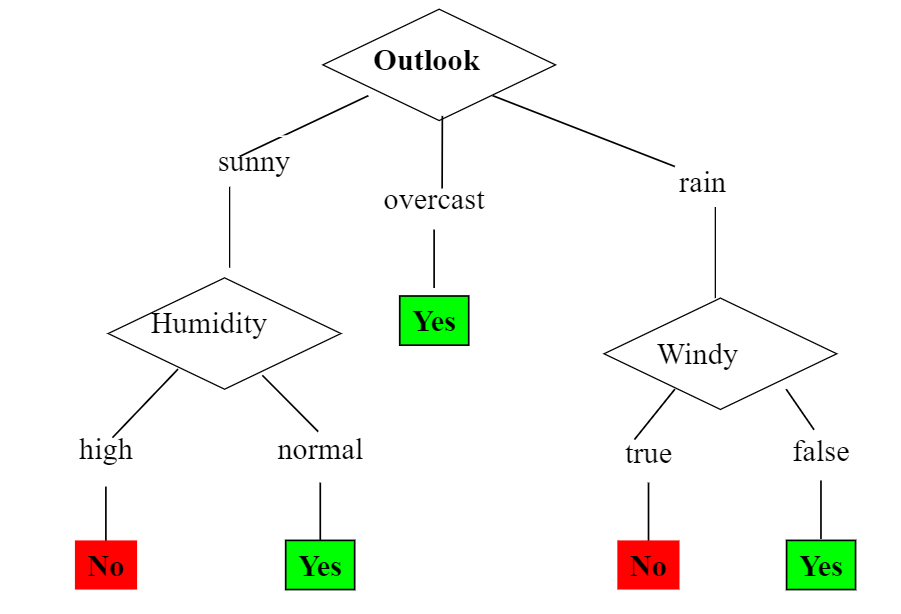 Outlook
sunny
overcast
rain
Yes
Humidity
Windy
high
normal
true
false
No
Yes
No
Yes